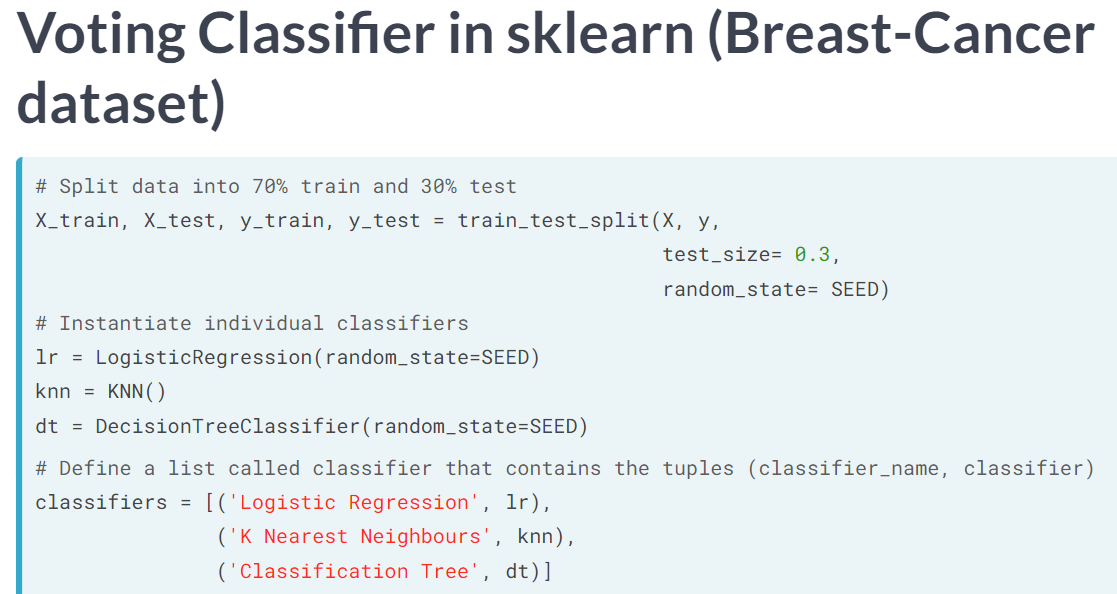 Voting Classifier in sklearn (Breast-Cancer
dataset)
# Split data into 70% train and 30% test
X_train, X_test, y_train, y_test = train_test_split(X, y,
test_size= 0.3,
random_state= SEED)
# Instantiate individual classifiers
lr = LogisticRegression(random_state=SEED)
knn = KNN()
dt = DecisionTreeClassifier(random_state=SEED)
# Define a list called classifier that contains the tuples (classifier_name, classifier)
classifiers = [('Logistic Regression', lr),
('K Nearest Neighbours', knn),
('Classification Tree', dt)]